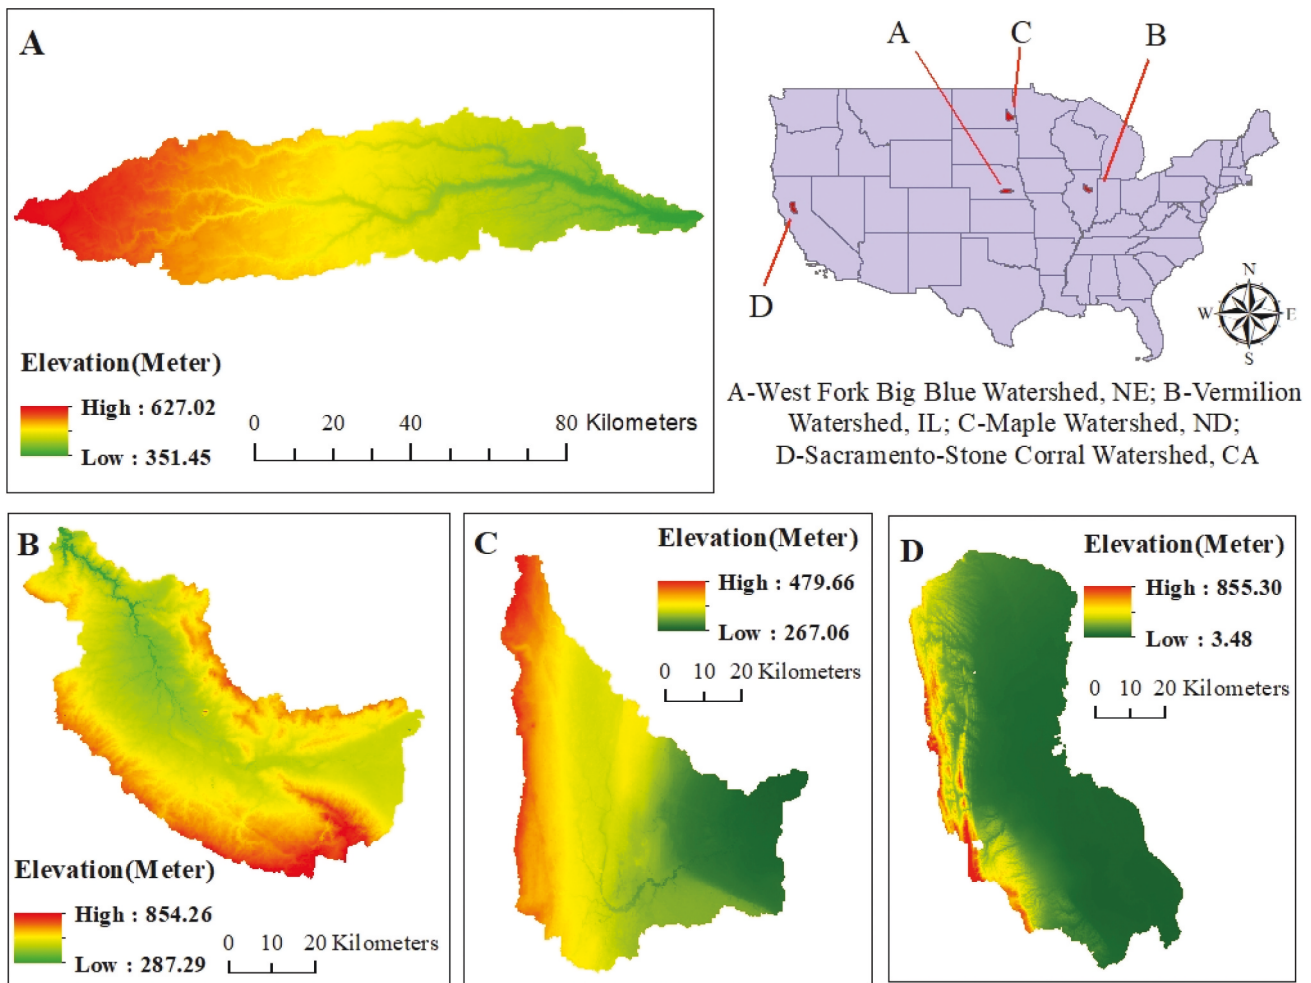 A
Elevation(Meter)
High : 627.02
Low : 351.45
0 20 40 80 Kilometers
A C B
D
N
W E
S
A-West Fork Big Blue Watershed, NE; B-Vermilion
Watershed, IL; C-Maple Watershed, ND;
D-Sacramento-Stone Corral Watershed, CA
B
Elevation(Meter)
High : 854.26
Low : 287.29
0 10 20 Kilometers
C
Elevation(Meter)
High : 479.66
Low : 267.06
0 10 20 Kilometers
D
Elevation(Meter)
High : 855.30
Low : 3.48
0 10 20 Kilometers